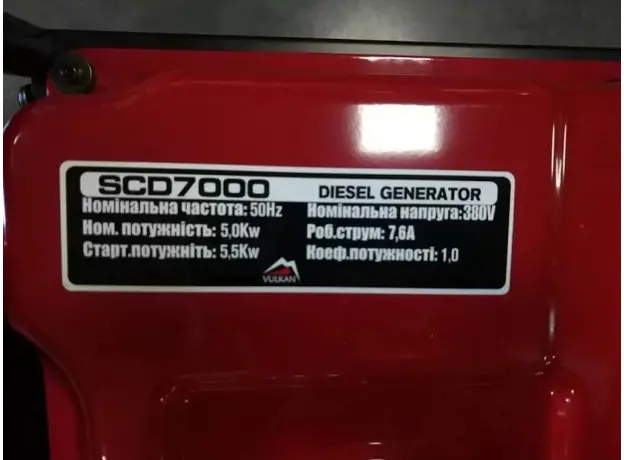 SCD7000 DIESEL GENERATOR
Номінальна частота: 50Hz Номінальна напруга:380V
Ном. потужність: 5,0Kw Роб.струм: 7,6А
Старт.потужніть: 5,5Kw Коеф.потужності: 1,0
VULKAN